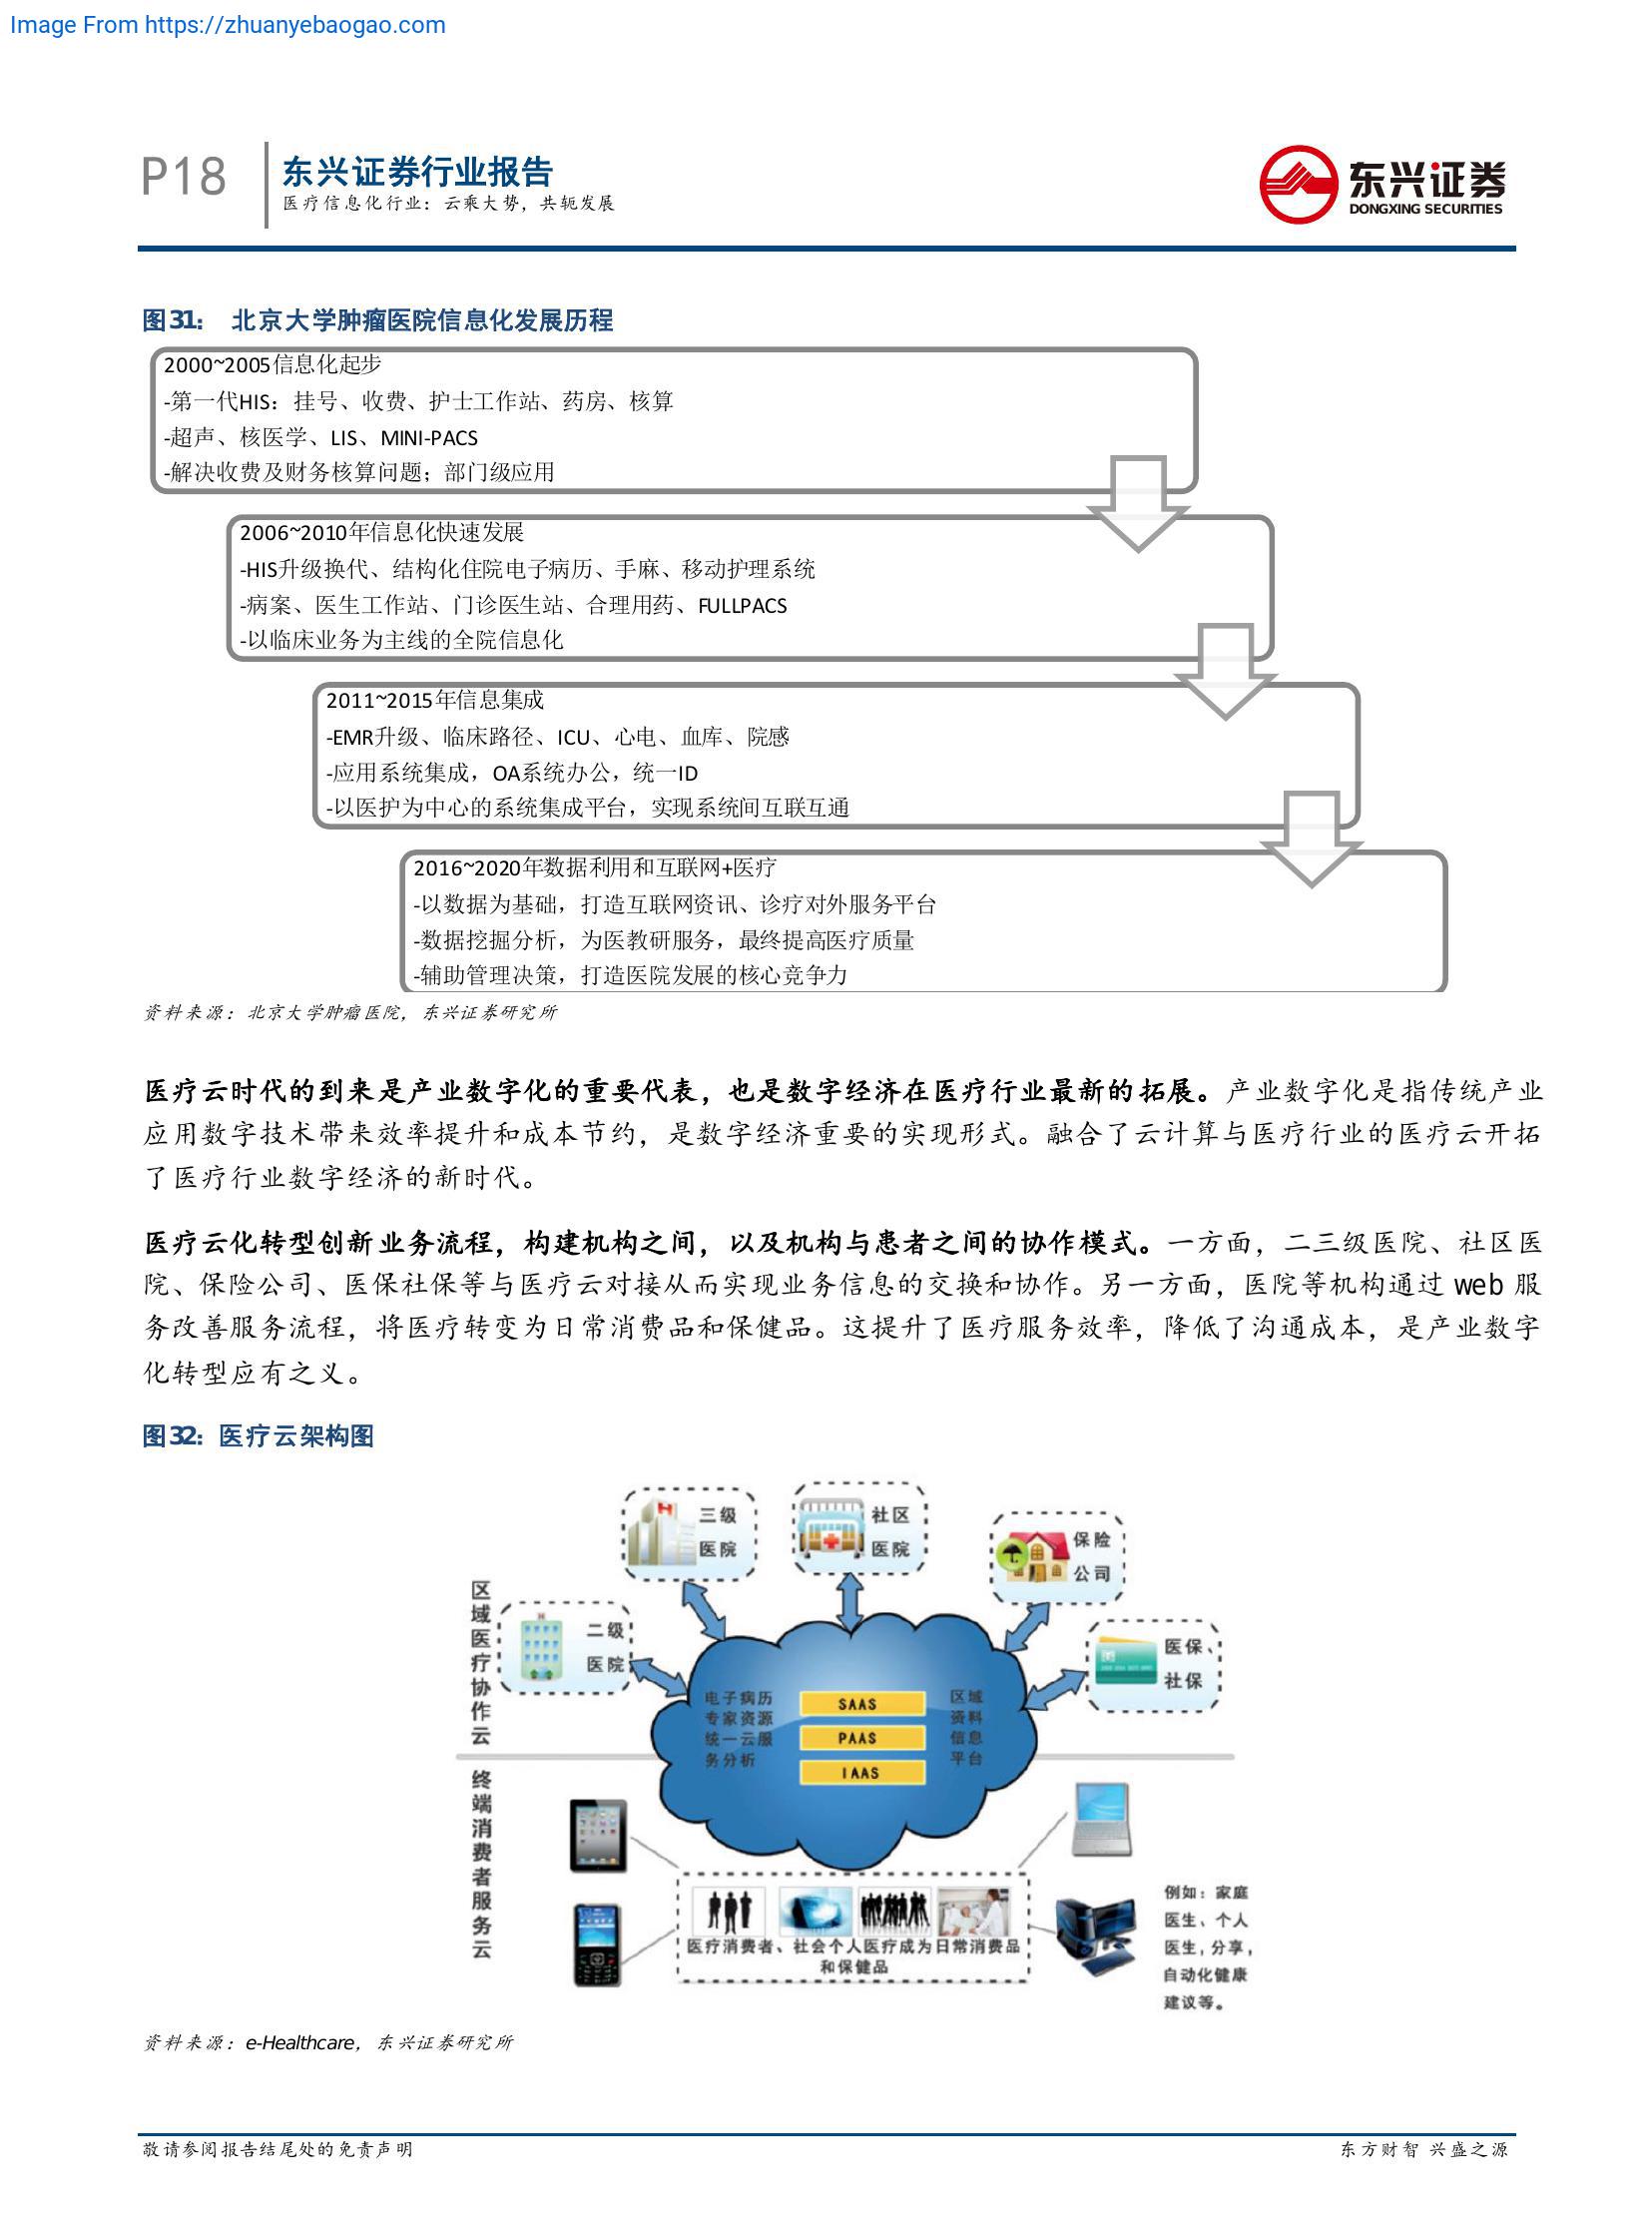 Image From https://zhuanyebaogao.com
P18
东兴证券行业报告
医疗信息化行业：云乘大势，共轭发展
东兴证券
DONGXING SECURITIES
图31： 北京大学肿瘤医院信息化发展历程
2000~2005信息化起步
-第一代HIS：挂号、收费、护士工作站、药房、核算
-超声、核医学、LIS、MINI-PACS
-解决收费及财务核算问题；部门级应用
2006~2010年信息化快速发展
-HIS升级换代、结构化住院电子病历、手麻、移动护理系统
-病案、医生工作站、门诊医生站、合理用药、FULLPACS
-以临床业务为主线的全院信息化
2011~2015年信息集成
-EMR升级、临床路径、ICU、心电、血库、院感
-应用系统集成，OA系统办公，统一ID
-以医护为中心的系统集成平台，实现系统间互联互通
2016~2020年数据利用和互联网+医疗
-以数据为基础，打造互联网资讯、诊疗对外服务平台
-数据挖掘分析，为医教研服务，最终提高医疗质量
-辅助管理决策，打造医院发展的核心竞争力
资料来源：北京大学肿瘤医院，东兴证券研究所
医疗云时代的到来是产业数字化的重要代表，也是数字经济在医疗行业最新的拓展。产业数字化是指传统产业
应用数字技术带来效率提升和成本节约，是数字经济重要的实现形式。融合了云计算与医疗行业的医疗云开拓
了医疗行业数字经济的新时代。
医疗云化转型创新业务流程，构建机构之间，以及机构与患者之间的协作模式。一方面，二三级医院、社区医
院、保险公司、医保社保等与医疗云对接从而实现业务信息的交换和协作。另一方面，医院等机构通过 web 服
务改善服务流程，将医疗转变为日常消费品和保健品。这提升了医疗服务效率，降低了沟通成本，是产业数字
化转型应有之义。
图32：医疗云架构图
三级
医院
社区
医院
保险
公司
二级
医院
医保、
社保
区域医疗协作云
电子病历
专家资源
统一云服
务分析
SAAS
PAAS
IAAS
区域
资料
信息
平台
终端消费者服务云
医疗消费者、社会个人医疗成为日常消费品
和保健品
例如：家庭
医生、个人
医生，分享，
自动化健康
建议等。
资料来源：e-Healthcare，东兴证券研究所
敬请参阅报告结尾处的免责声明
东方财智 兴盛之源